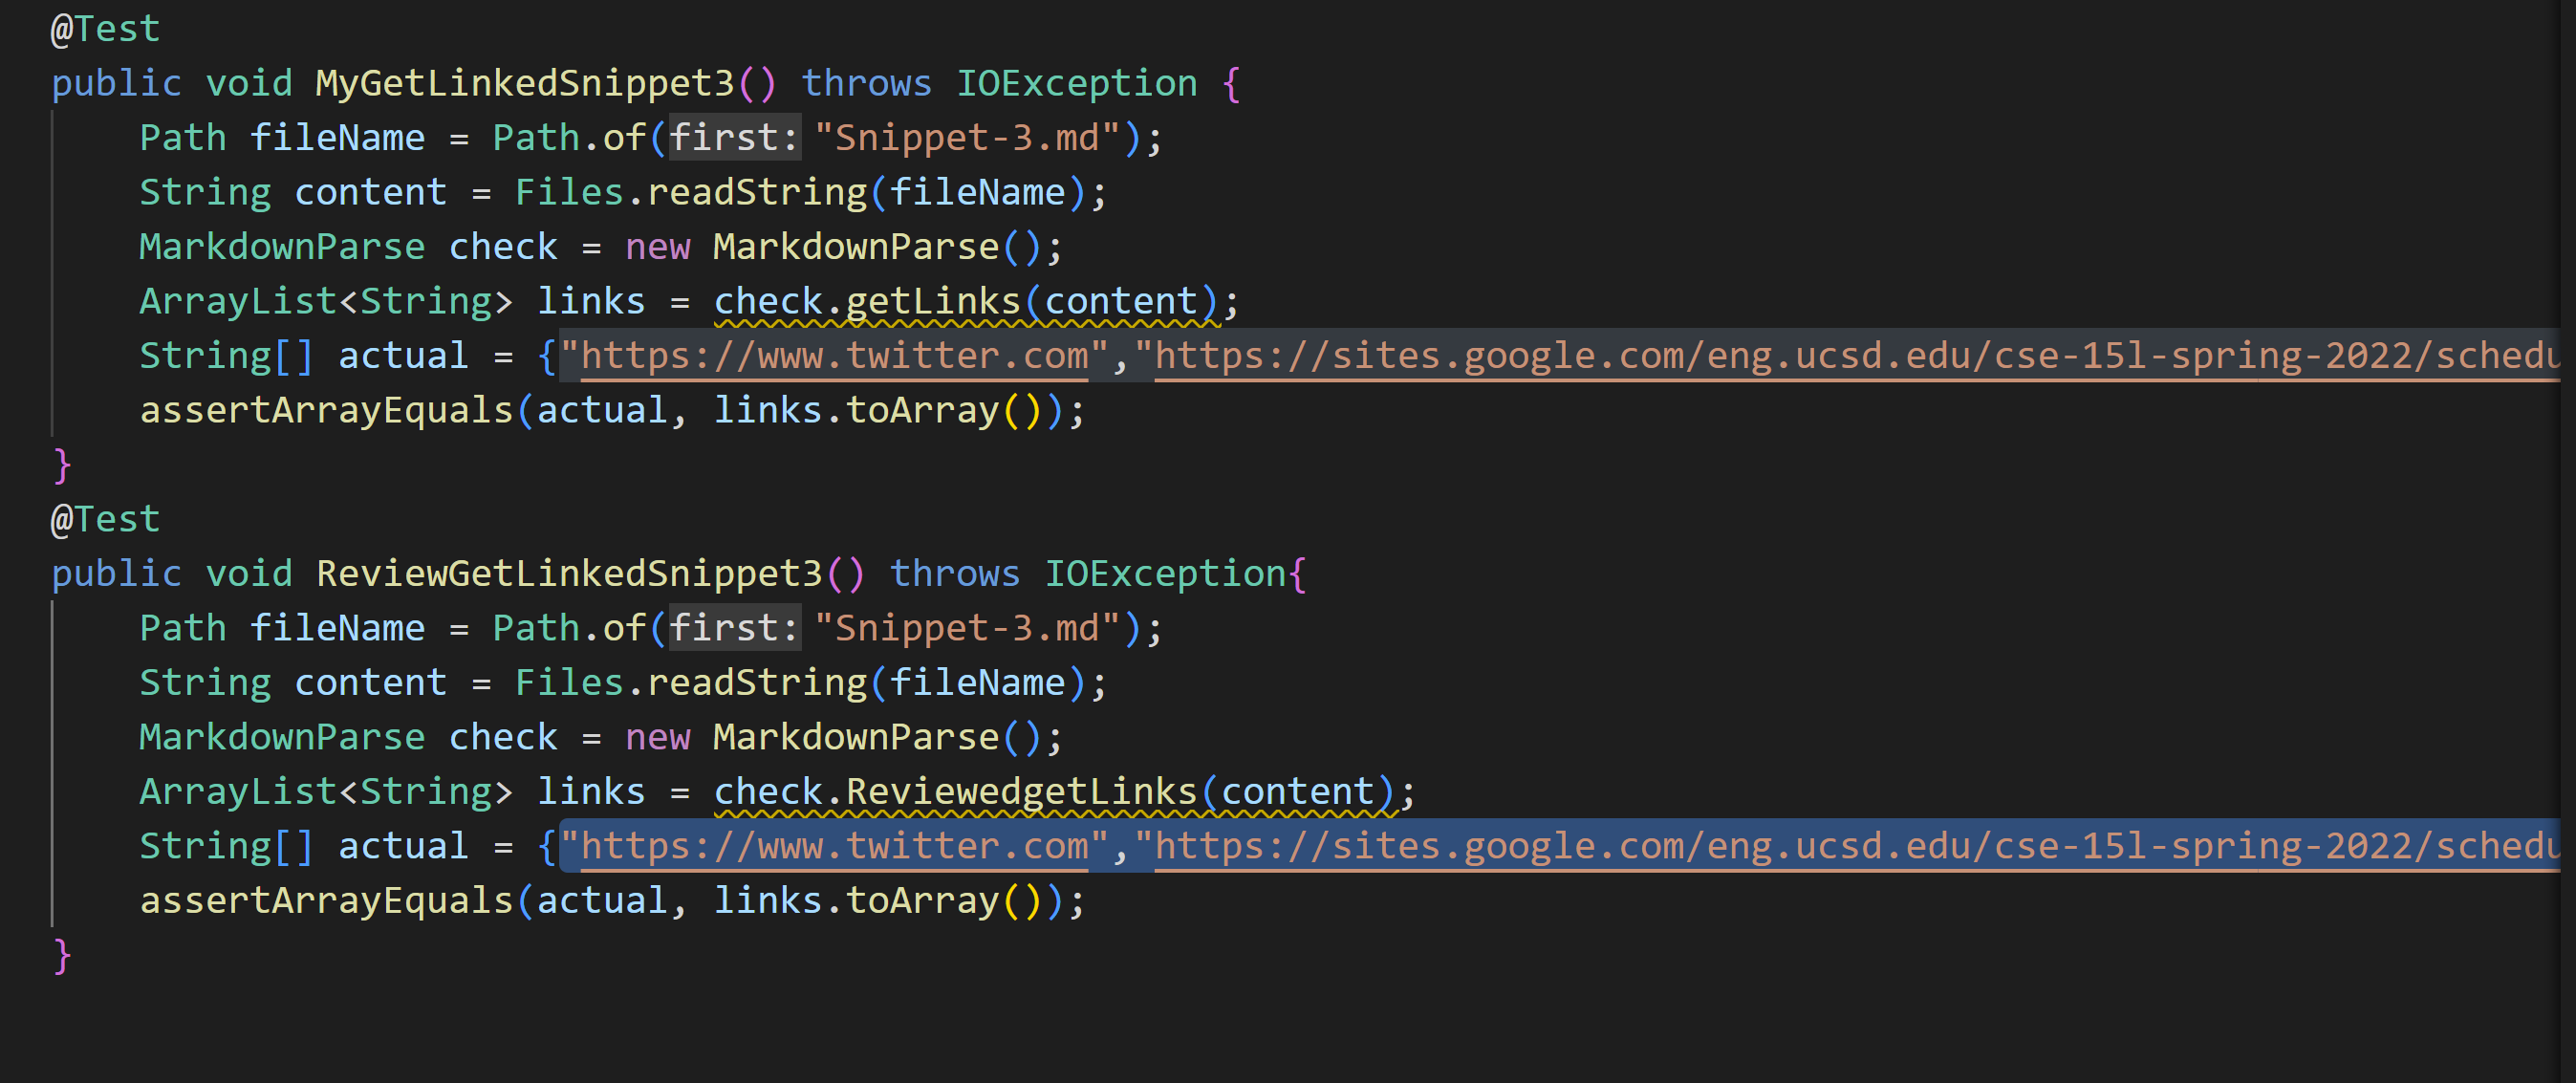 @Test
public void MyGetLinkedSnippet3() throws IOException {
    Path fileName = Path.of(first: "Snippet-3.md");
    String content = Files.readString(fileName);
    MarkdownParse check = new MarkdownParse();
    ArrayList<String> links = check.getLinks(content);
    String[] actual = {"https://www.twitter.com","https://sites.google.com/eng.ucsd.edu/cse-15l-spring-2022/schedu
    assertArrayEquals(actual, links.toArray());
}
@Test
public void ReviewGetLinkedSnippet3() throws IOException{
    Path fileName = Path.of(first: "Snippet-3.md");
    String content = Files.readString(fileName);
    MarkdownParse check = new MarkdownParse();
    ArrayList<String> links = check.ReviewedgetLinks(content);
    String[] actual = {"https://www.twitter.com","https://sites.google.com/eng.ucsd.edu/cse-15l-spring-2022/schedu
    assertArrayEquals(actual, links.toArray());
}